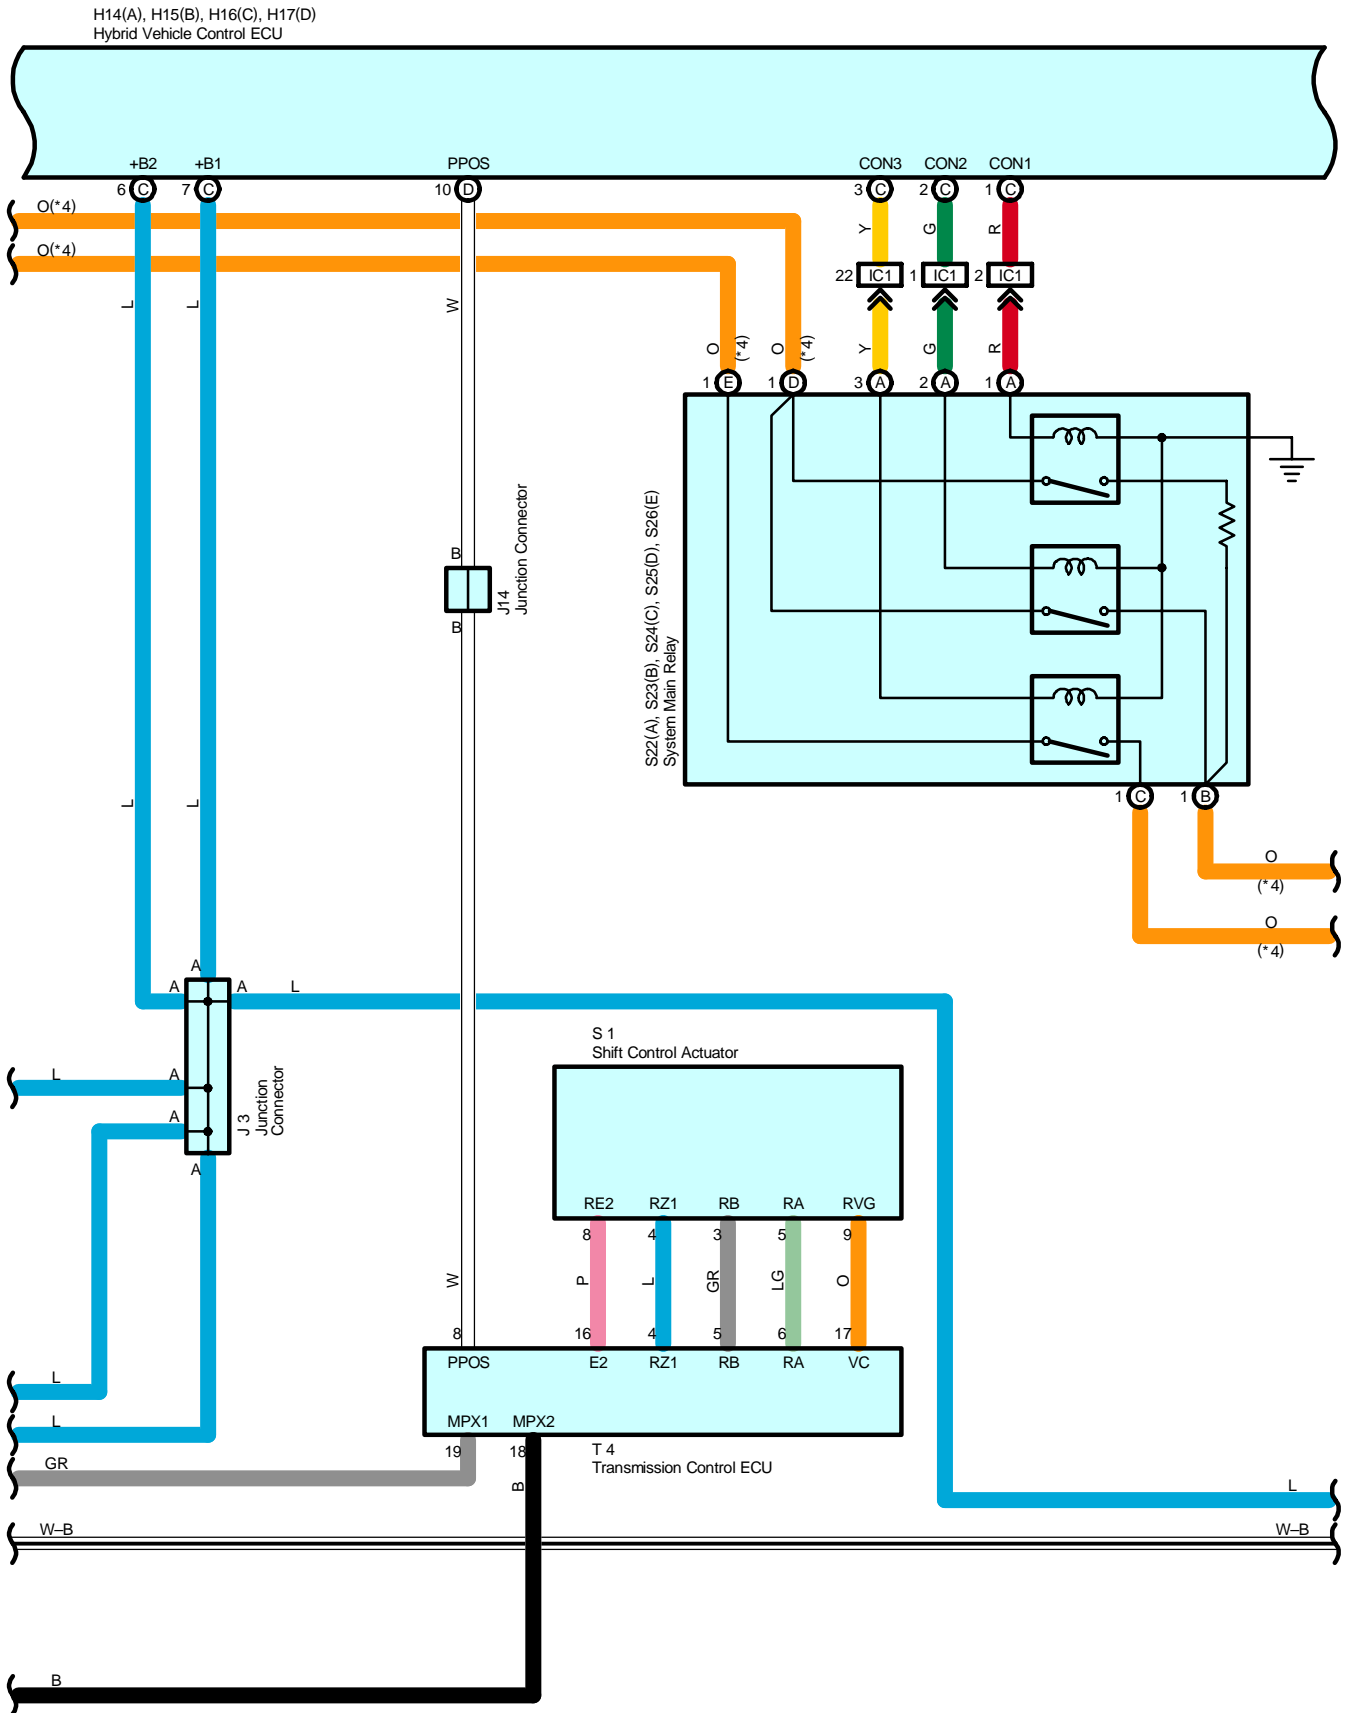 H14(A), H15(B), H16(C), H17(D)
Hybrid Vehicle Control ECU
+B2 +B1 PPOS CON3 CON2 CON1
6 C 7 C 10 D 3 C 2 C 1 C
O(*4)
O(*4)
Y G R
22 IC1 1 IC1 2 IC1
L L W
O (*4) O (*4) Y G R
1 E 1 D 3 A 2 A 1 A
B
J14
Junction Connector
B
S22(A), S23(B), S24(C), S25(D), S26(E)
System Main Relay
L L
1 C 1 B
O
(*4)
O
(*4)
A
A A L
L A
A
J 3
Junction
Connector
A
S 1
Shift Control Actuator
RE2 RZ1 RB RA RVG
8 4 3 5 9
W P L GR LG O
8 16 4 5 6 17
PPOS E2 RZ1 RB RA VC
L
L
MPX1 MPX2
19 18
T 4
Transmission Control ECU
GR
B
L
W–B W–B
B